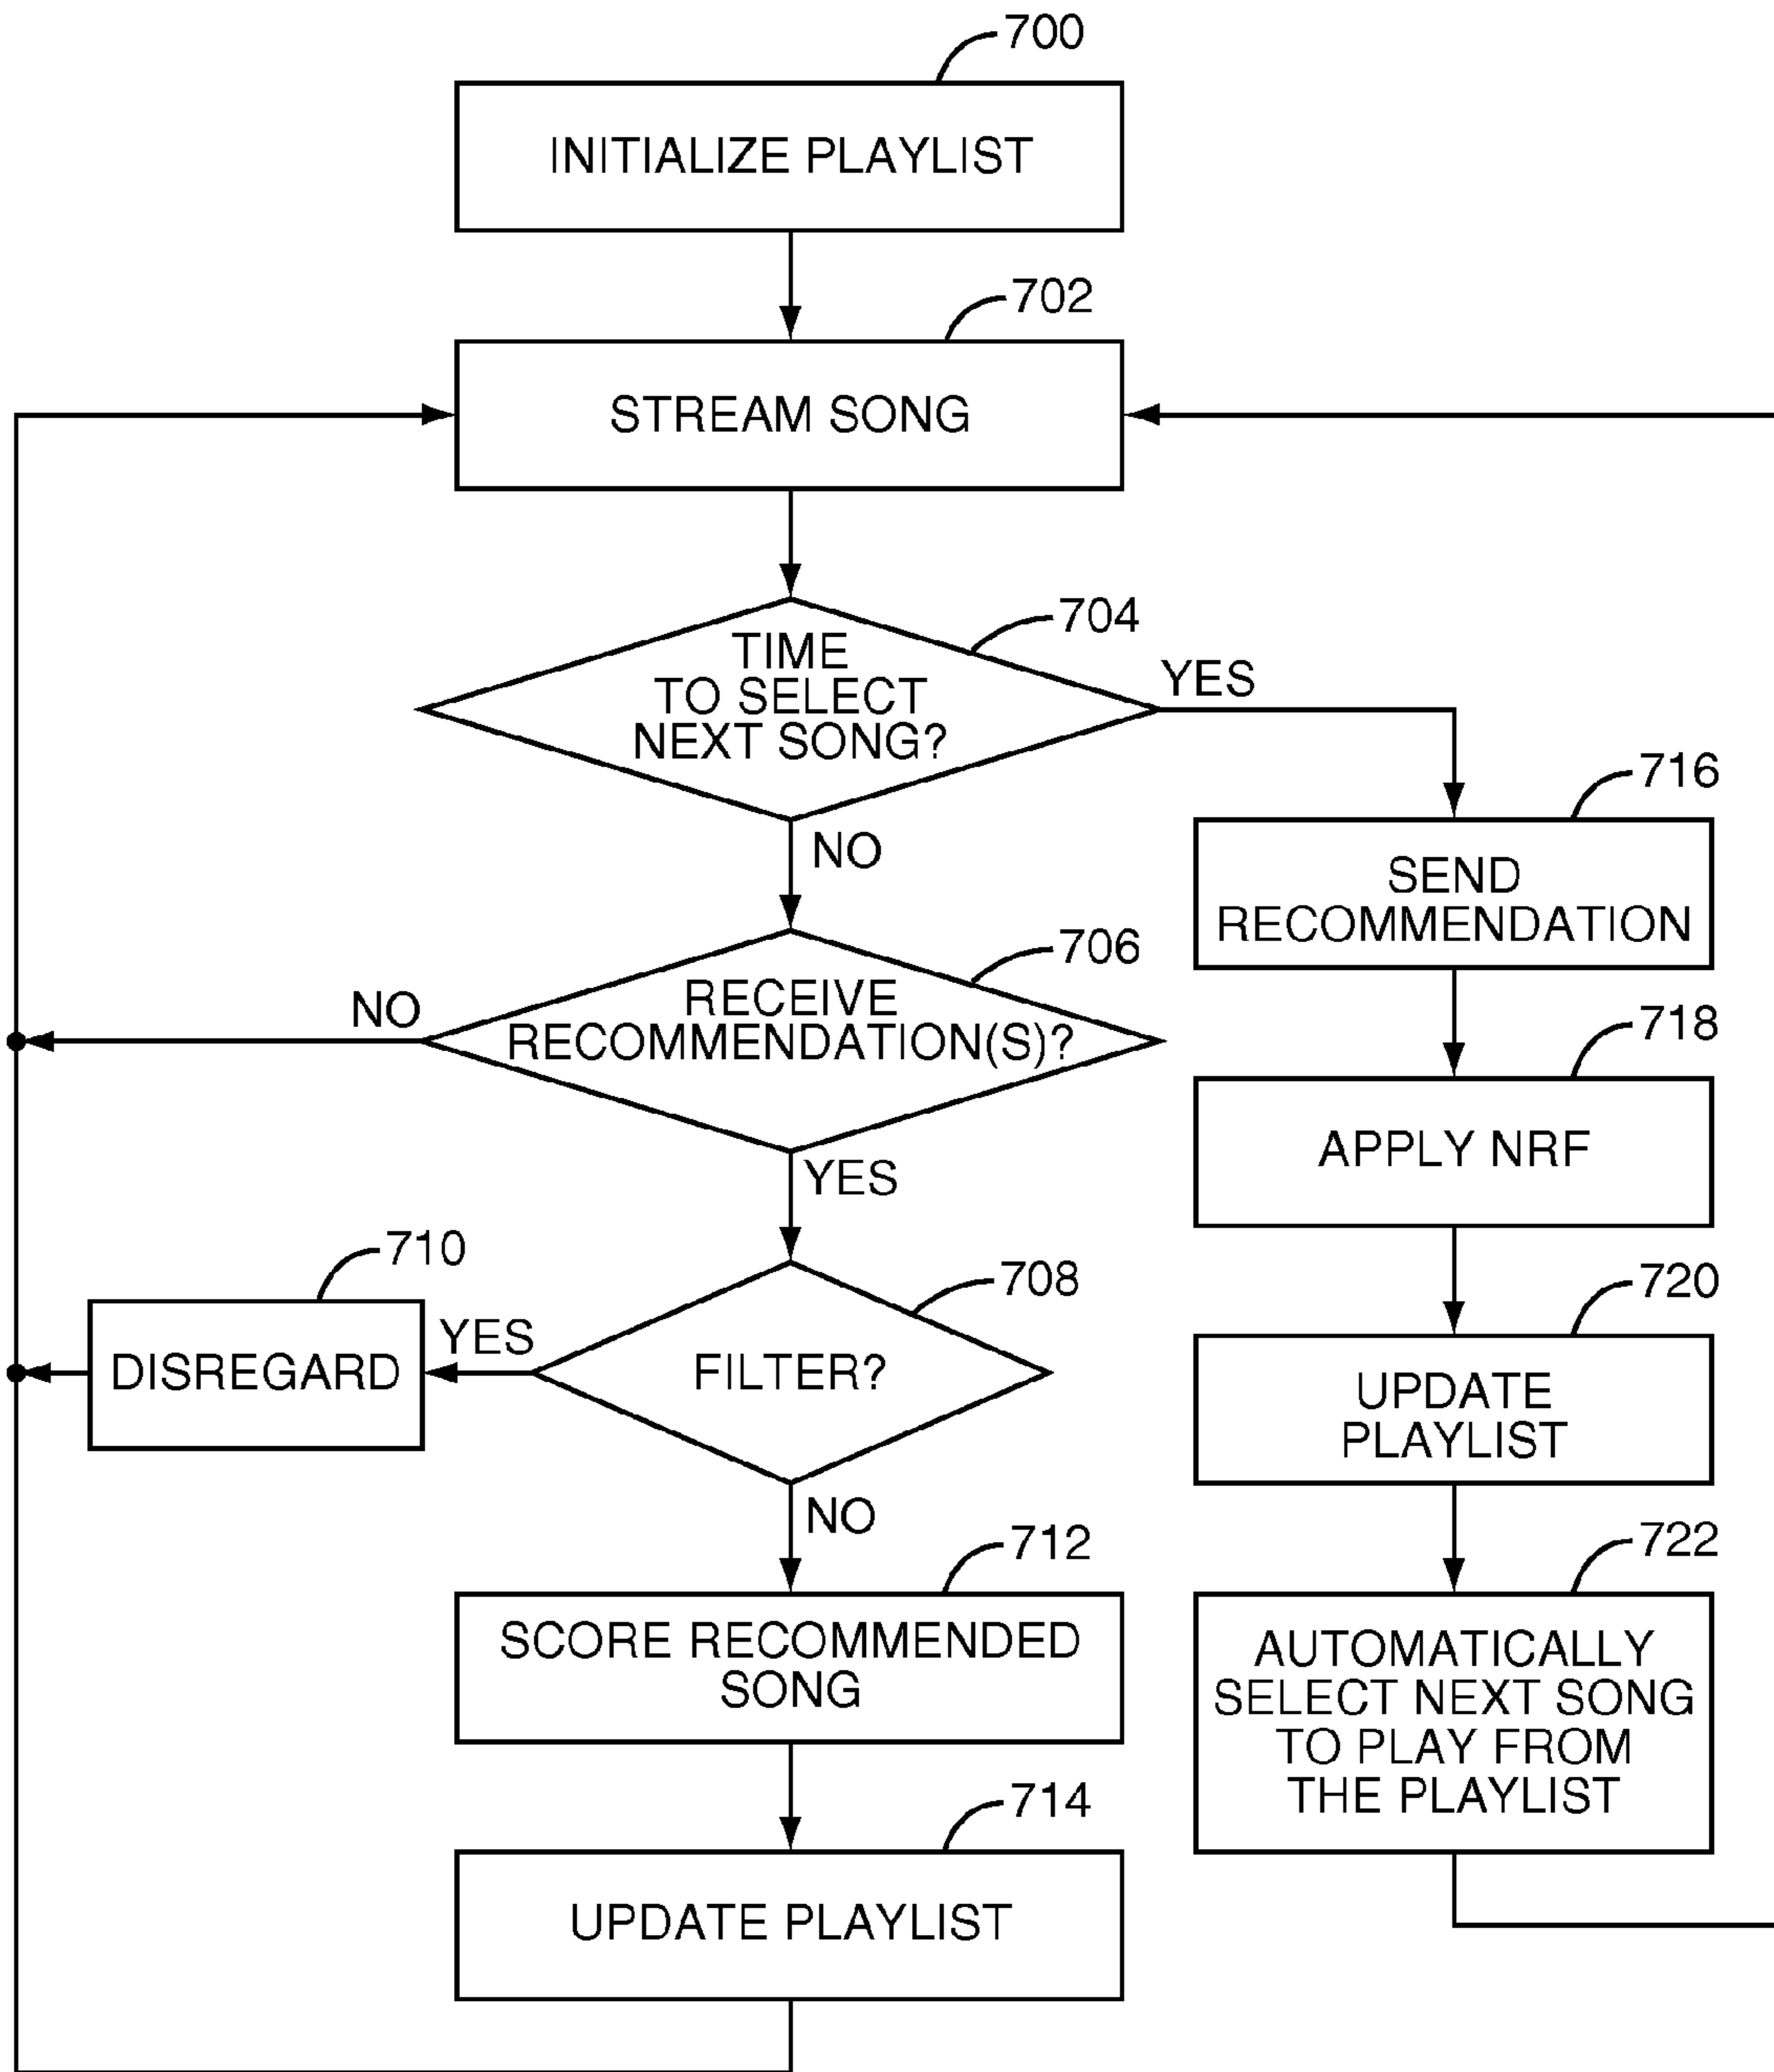 700
INITIALIZE PLAYLIST
702
STREAM SONG
704
TIME
TO SELECT
NEXT SONG?
YES
NO
716
SEND
RECOMMENDATION
706
RECEIVE
RECOMMENDATION(S)?
NO
YES
718
APPLY NRF
708
FILTER?
YES
710
DISREGARD
NO
720
UPDATE
PLAYLIST
712
SCORE RECOMMENDED
SONG
722
AUTOMATICALLY
SELECT NEXT SONG
TO PLAY FROM
THE PLAYLIST
714
UPDATE PLAYLIST